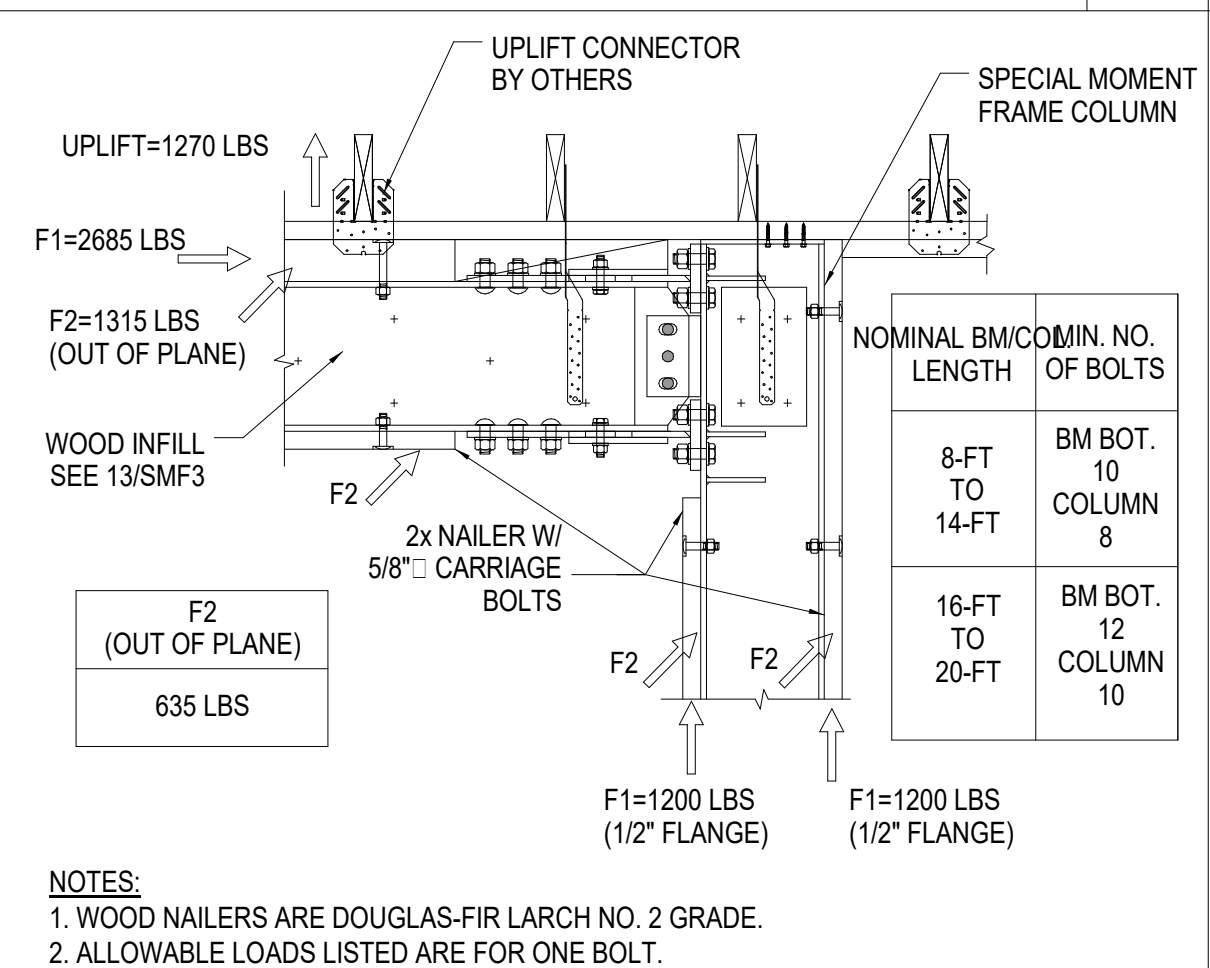 UPLIFT CONNECTOR
BY OTHERS
SPECIAL MOMENT
FRAME COLUMN
UPLIFT=1270 LBS
F1=2685 LBS
F2=1315 LBS
(OUT OF PLANE)
WOOD INFILL
SEE 13/SMF3
F2
2x NAILER W/
5/8"□ CARRIAGE
BOLTS
F2
(OUT OF PLANE)
635 LBS
F2
F2
F1=1200 LBS
(1/2" FLANGE)
F1=1200 LBS
(1/2" FLANGE)
NOMINAL BM/COL.
LENGTH
MIN. NO.
OF BOLTS
8-FT
TO
14-FT
BM BOT.
10
COLUMN
8
16-FT
TO
20-FT
BM BOT.
12
COLUMN
10
NOTES:
1. WOOD NAILERS ARE DOUGLAS-FIR LARCH NO. 2 GRADE.
2. ALLOWABLE LOADS LISTED ARE FOR ONE BOLT.